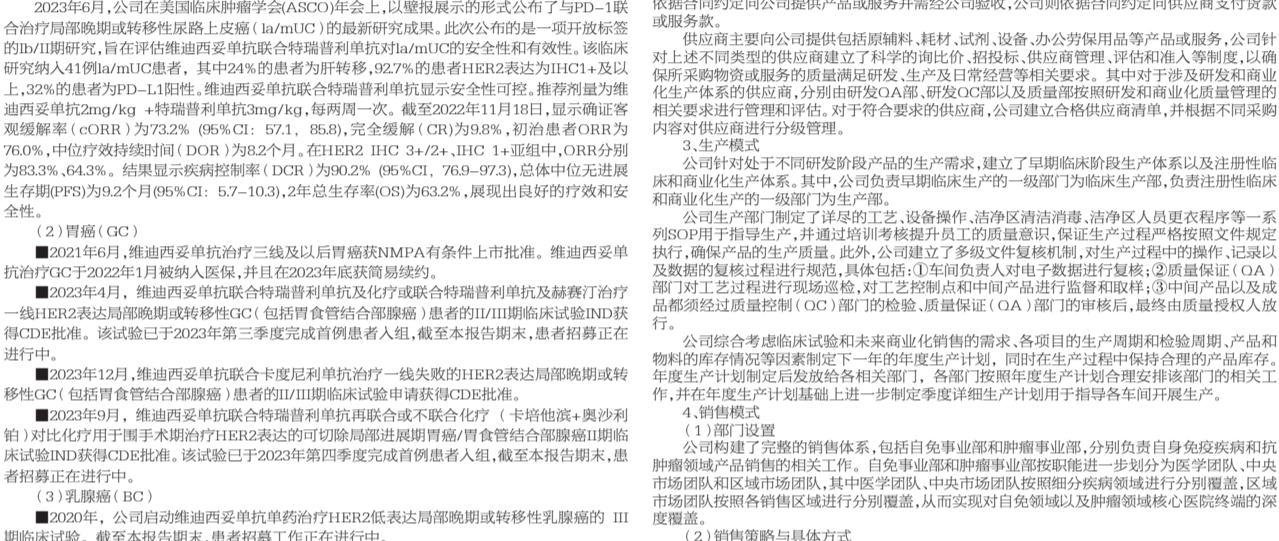 2023年6月,公司在美国临床肿瘤学会(ASCO)年会上,以壁报展示的形式公布了与PD-1联
合治疗局部晚期或转移性尿路上皮癌(la/mUC)的最新研究成果。此次公布的是一项开放标签
的Ib/II期研究,旨在评估维迪西妥单抗联合特瑞普利单抗对la/mUC的安全性和有效性。该临床
研究纳入41例la/mUC患者,其中24%的患者为肝转移,92.7%的患者HER2表达为IHC1+及以
上,32%的患者为PD-L1阳性。维迪西妥单抗联合特瑞普利单抗显示安全性可控。推荐剂量为维
迪西妥单抗2mg/kg +特瑞普利单抗3mg/kg,每两周一次。截至2022年11月18日,显示确证客
观缓解率(cORR)为73.2% (95%CI: 57.1, 85.8),完全缓解(CR)为9.8%,初治患者ORR为
76.0%,中位疗效持续时间(DOR)为8.2个月。在HER2 IHC 3+/2+、IHC 1+亚组中,ORR分别
为83.3%、64.3%。结果显示疾病控制率(DCR)为90.2% (95%CI, 76.9-97.3),总体中位无进展
生存期(PFS)为9.2个月(95%CI: 5.7-10.3),2年总生存率(OS)为63.2%,展现出良好的疗效和安
全性。
(2)胃癌(GC)
■2021年6月,维迪西妥单抗治疗三线及以后胃癌获NMPA有条件上市批准。维迪西妥单
抗治疗GC于2022年1月被纳入医保,并且在2023年底获简易续约。
■2023年4月,维迪西妥单抗联合特瑞普利单抗及化疗或联合特瑞普利单抗及赫赛汀治疗
一线HER2表达局部晚期或转移性GC(包括胃食管结合部腺癌)患者的II/III期临床试验IND获
得CDE批准。该试验已于2023年第三季度完成首例患者入组,截至本报告期末,患者招募正在
进行中。
■2023年12月,维迪西妥单抗联合卡度尼利单抗治疗一线失败的HER2表达局部晚期或转
移性GC(包括胃食管结合部腺癌)患者的II/III期临床试验申请获得CDE批准。
■2023年9月,维迪西妥单抗联合特瑞普利单抗再联合或不联合化疗 (卡培他滨+奥沙利
铂)对比化疗用于围手术期治疗HER2表达的可切除局部进展期胃癌/胃食管结合部腺癌II期临
床试验IND获得CDE批准。该试验已于2023年第四季度完成首例患者入组,截至本报告期末,患
者招募正在进行中。
(3)乳腺癌(BC)
■2020年,公司启动维迪西妥单抗单药治疗HER2低表达局部晚期或转移性乳腺癌的 III
期临床试验。截至本报告期末,患者招募工作正在进行中。
依据合同约定向公司提供产品或服务并需经公司验收,公司则依据合同约定向供应商支付货款
或服务款。
供应商主要向公司提供包括原辅料、耗材、试剂、设备、办公劳保用品等产品或服务,公司针
对上述不同类型的供应商建立了科学的询比价、招投标、供应商管理、评估和准入等制度,以确
保所采购物资或服务的质量满足研发、生产及日常经营等相关要求。其中对于涉及研发和商业
化生产体系的供应商,分别由研发QA部、研发QC部以及质量部按照研发和商业化质量管理的
相关要求进行管理和评估。对于符合要求的供应商,公司建立合格供应商清单,并根据不同采购
内容对供应商进行分级管理。
3、生产模式
公司针对处于不同研发阶段产品的生产需求,建立了早期临床阶段生产体系以及注册性临
床和商业化生产体系。其中,公司负责早期临床生产的一级部门为临床生产部,负责注册性临床
和商业化生产的一级部门为生产部。
公司生产部门制定了详尽的工艺、设备操作、洁净区清洁消毒、洁净区人员更衣程序等一系
列SOP用于指导生产,并通过培训考核提升员工的质量意识,保证生产过程严格按照文件规定
执行,确保产品的生产质量。此外,公司建立了多级文件复核机制,对生产过程中的操作、记录以
及数据的复核过程进行规范,具体包括:①车间负责人对电子数据进行复核;②质量保证(QA)
部门对工艺过程进行现场巡检,对工艺控制点和中间产品进行监督和取样;③中间产品以及成
品都须经过质量控制(QC)部门的检验、质量保证(QA)部门的审核后,最终由质量授权人放
行。
公司综合考虑临床试验和未来商业化销售的需求、各项目的生产周期和检验周期、产品和
物料的库存情况等因素制定下一年的年度生产计划,同时在生产过程中保持合理的产品库存。
年度生产计划制定后发放给各相关部门,各部门按照年度生产计划合理安排该部门的相关工
作,并在年度生产计划基础上进一步制定季度详细生产计划用于指导各车间开展生产。
4、销售模式
(1)部门设置
公司构建了完整的销售体系,包括自免事业部和肿瘤事业部,分别负责自身免疫疾病和抗
肿瘤领域产品销售的相关工作。自免事业部和肿瘤事业部按职能进一步划分为医学团队、中央
市场团队和区域市场团队,其中医学团队、中央市场团队按照细分疾病领域进行分别覆盖,区域
市场团队按照各销售区域进行分别覆盖,从而实现对自免领域以及肿瘤领域核心医院终端的深
度覆盖。
(2)销售策略与具体方式